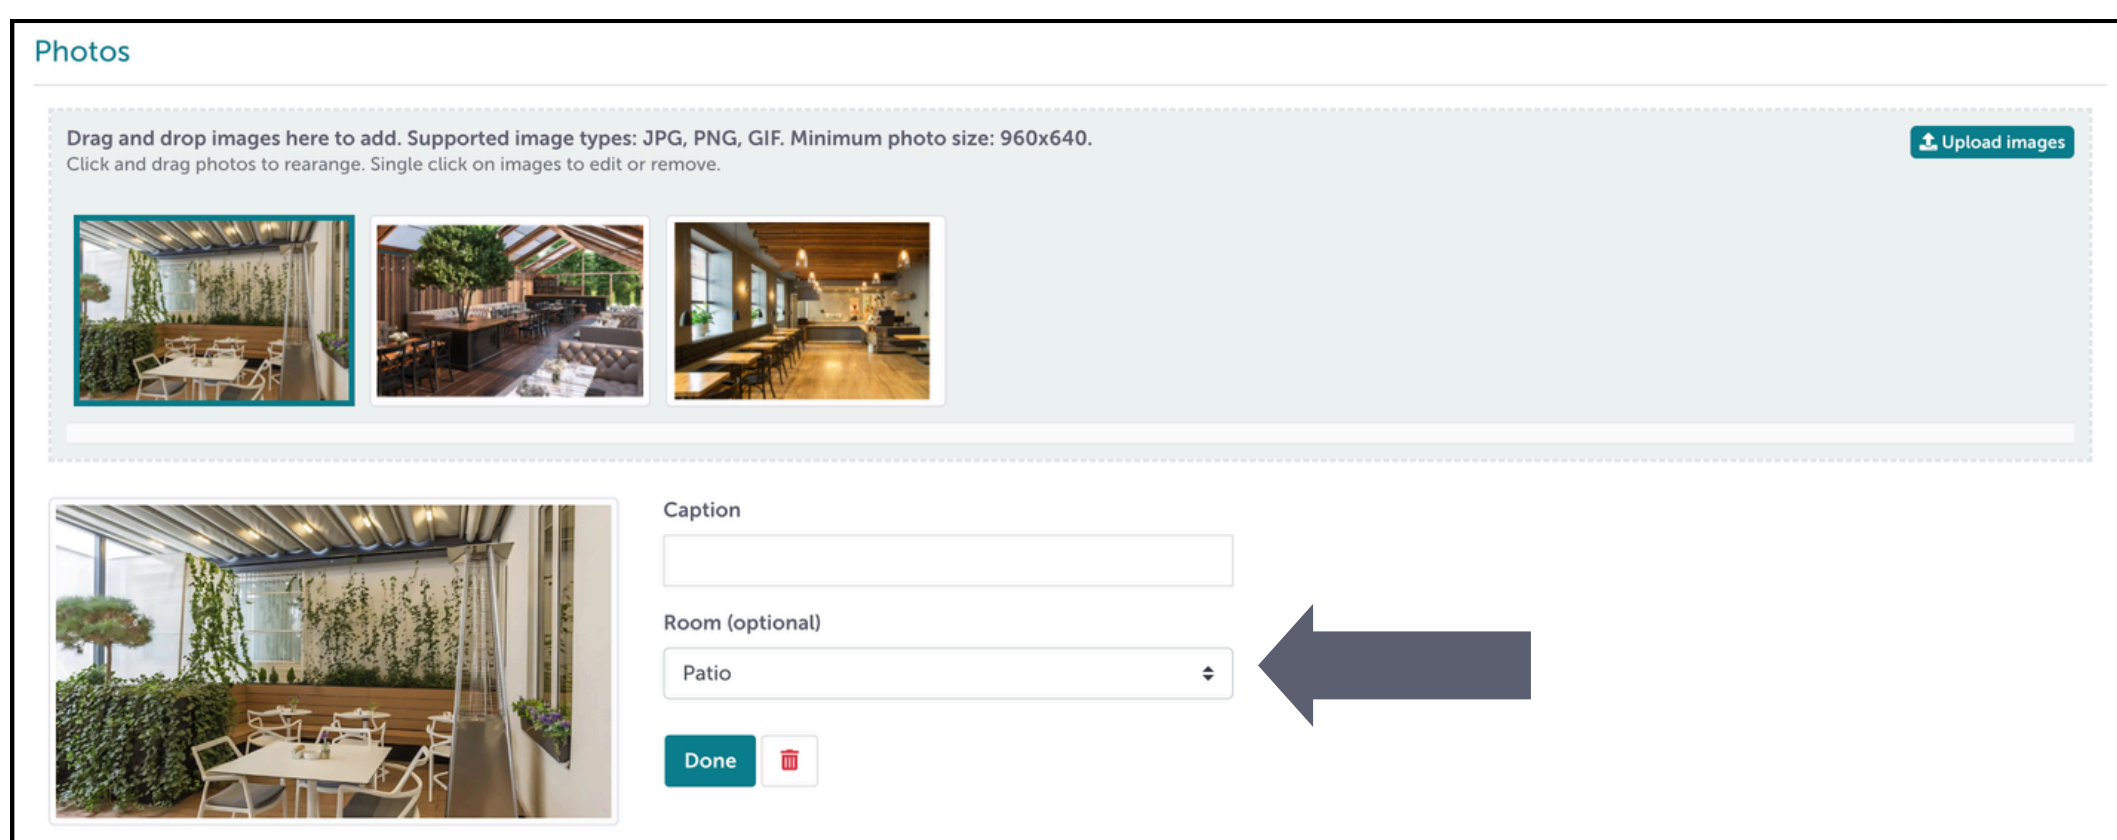 Photos
Drag and drop images here to add. Supported image types: JPG, PNG, GIF. Minimum photo size: 960x640.
Upload images
Click and drag photos to rearange. Single click on images to edit or remove.
Caption
Room (optional)
Patio
Done